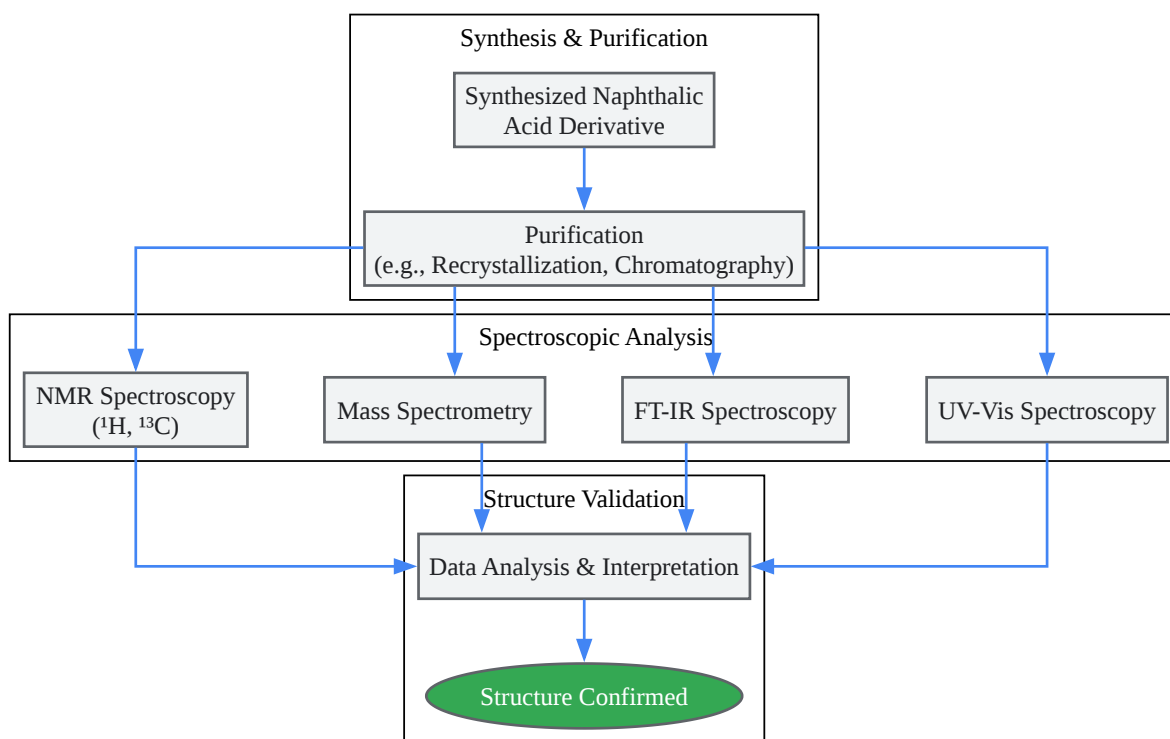 Synthesis & Purification
Synthesized Naphthalic
Acid Derivative
Purification
(e.g., Recrystallization, Chromatography)
Spectroscopic Analysis
NMR Spectroscopy
(¹H, ¹³C)
Mass Spectrometry
FT-IR Spectroscopy
UV-Vis Spectroscopy
Structure Validation
Data Analysis & Interpretation
Structure Confirmed